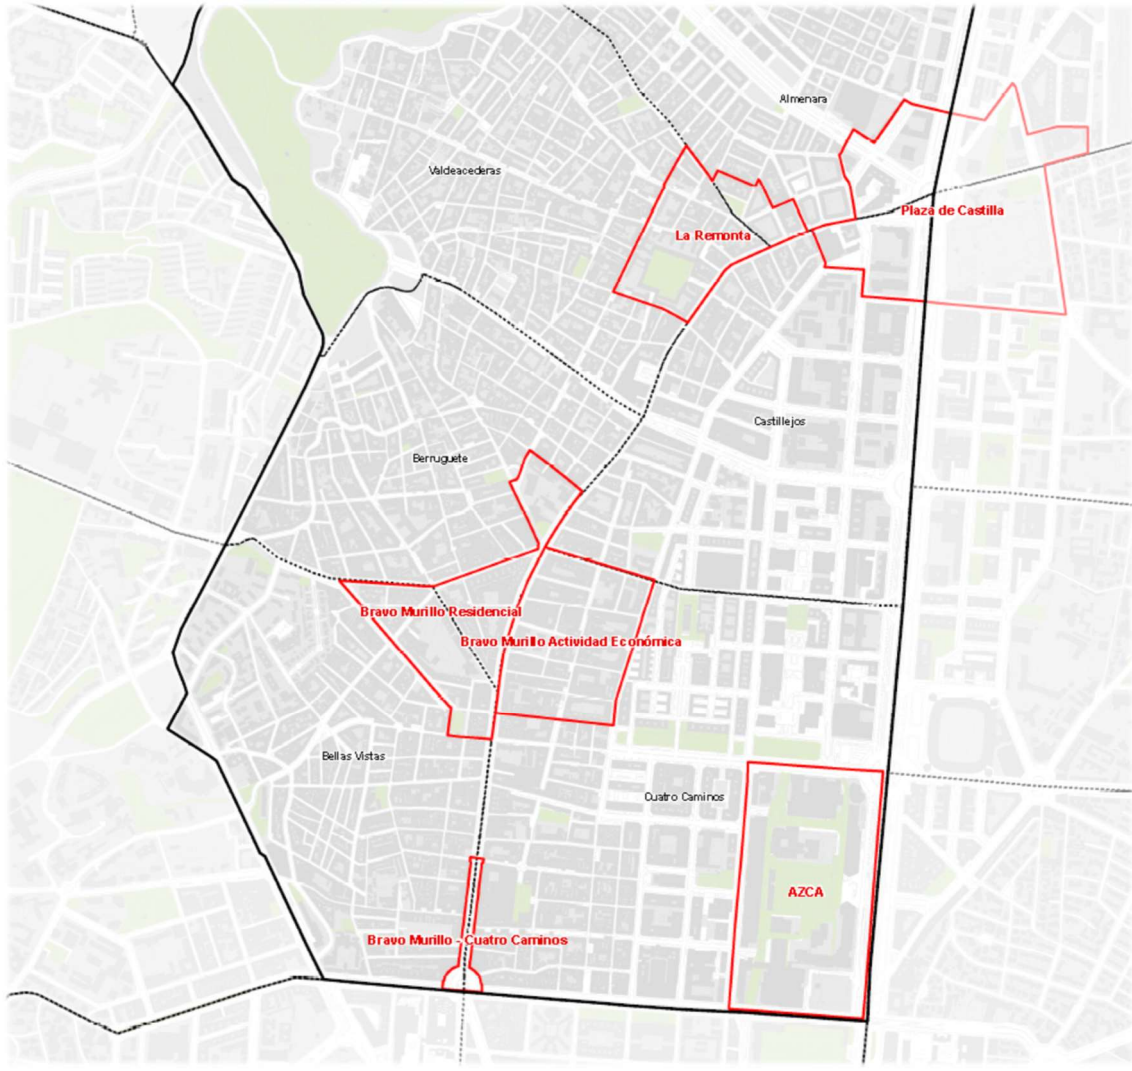 Almenara
Valdeacederas
Plaza de Castilla
La Remonta
Castillejos
Berruguete
Bravo Murillo Residencial
Bravo Murillo Actividad Económica
Bellas Vistas
Cuatro Caminos
AZCA
Bravo Murillo - Cuatro Caminos